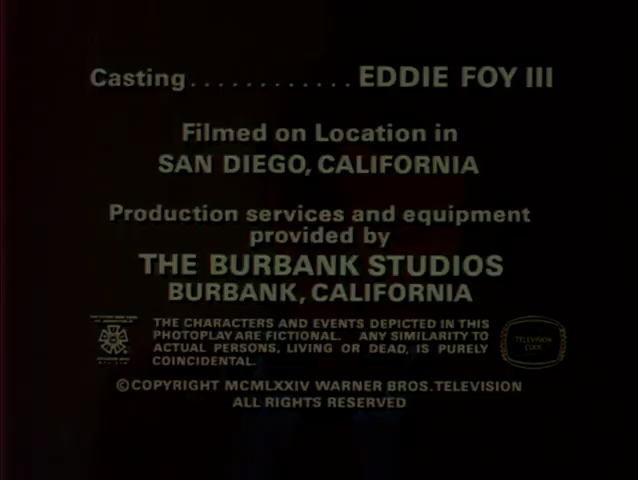 Casting............ EDDIE FOY III
Filmed on Location in
SAN DIEGO, CALIFORNIA
Production services and equipment
provided by
THE BURBANK STUDIOS
BURBANK, CALIFORNIA
THE CHARACTERS AND EVENTS DEPICTED IN THIS
PHOTOPLAY ARE FICTIONAL. ANY SIMILARITY TO
ACTUAL PERSONS, LIVING OR DEAD, IS PURELY
COINCIDENTAL.
TELEVISION
CODE
©COPYRIGHT MCMLXXIV WARNER BROS. TELEVISION
ALL RIGHTS RESERVED